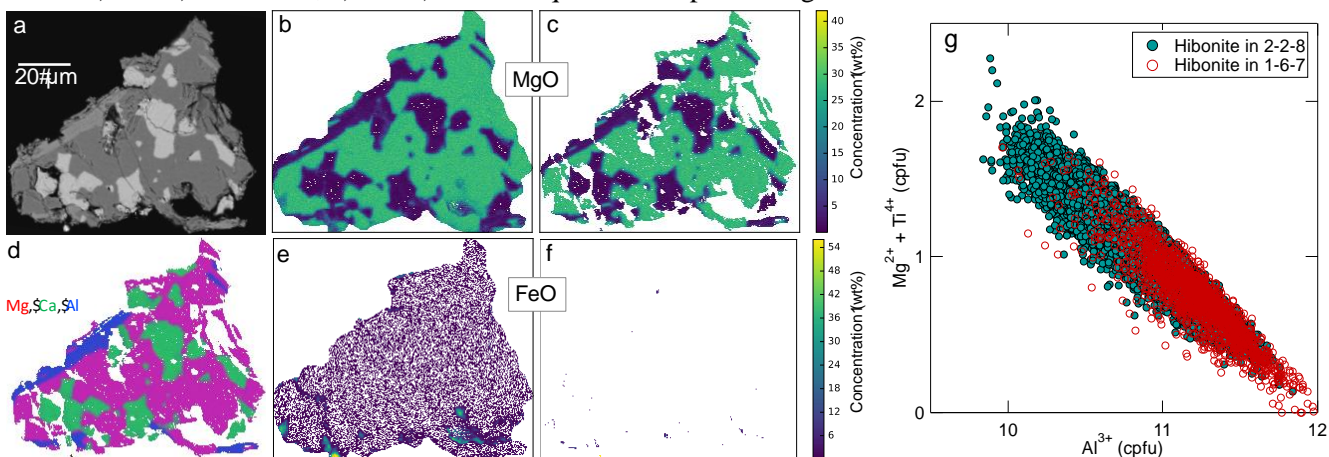 a
20#µm
b
MgO
c
40
35
30
25
20
15
10
5
Concentration (wt%)
d
Mg,$Ca,$Al
e
FeO
f
54
48
42
36
30
24
18
12
6
Concentration (wt%)
g
Hibonite in 2-2-8
Hibonite in 1-6-7
Mg2+ + Ti4+ (cpfu)
2
1
0
10
11
12
Al3+ (cpfu)